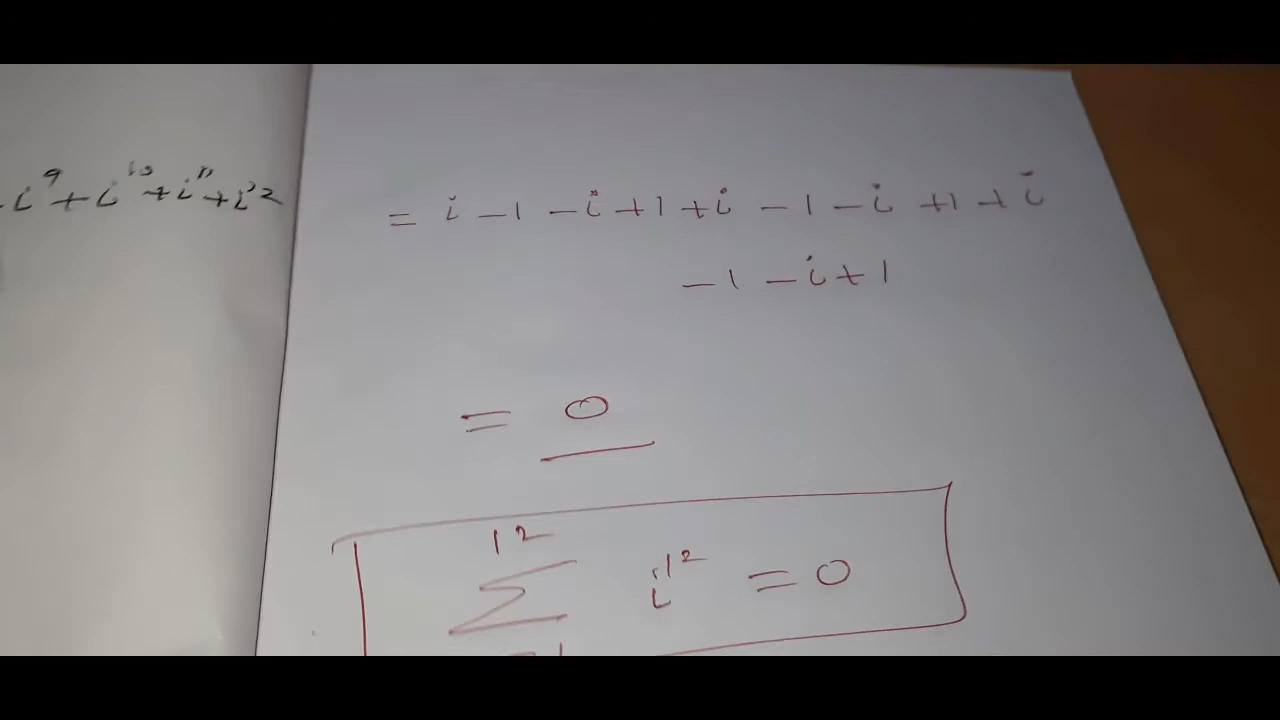 - i⁹ + i¹⁰ + i¹¹ + i¹²
= i - 1 - i + 1 + i - 1 - i + 1 + i
- 1 - i + 1
= 0
12
∑ i¹² = 0